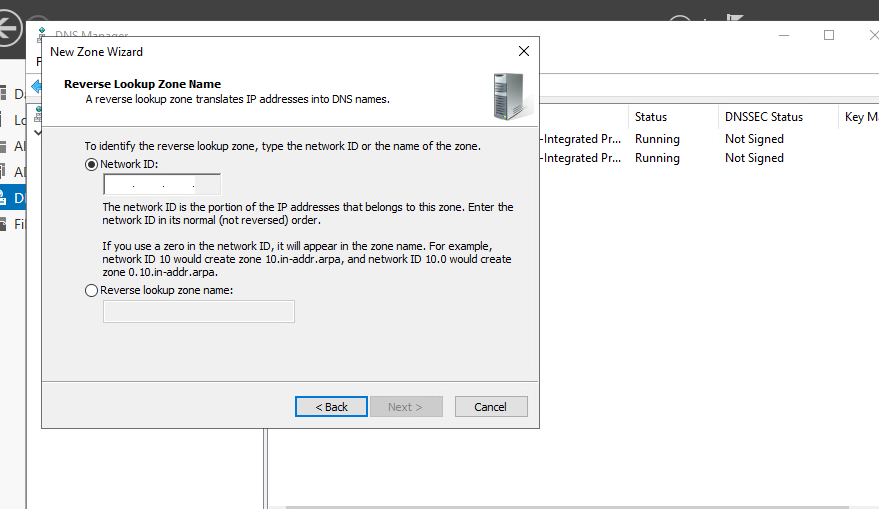 DNS Manager
New Zone Wizard
Reverse Lookup Zone Name
A reverse lookup zone translates IP addresses into DNS names.
To identify the reverse lookup zone, type the network ID or the name of the zone.
Network ID:
. . .
The network ID is the portion of the IP addresses that belongs to this zone. Enter the
network ID in its normal (not reversed) order.
If you use a zero in the network ID, it will appear in the zone name. For example,
network ID 10 would create zone 10.in-addr.arpa, and network ID 10.0 would create
zone 0.10.in-addr.arpa.
Reverse lookup zone name:
< Back Next > Cancel
Status DNSSEC Status Key M
-Integrated Pr... Running Not Signed
-Integrated Pr... Running Not Signed